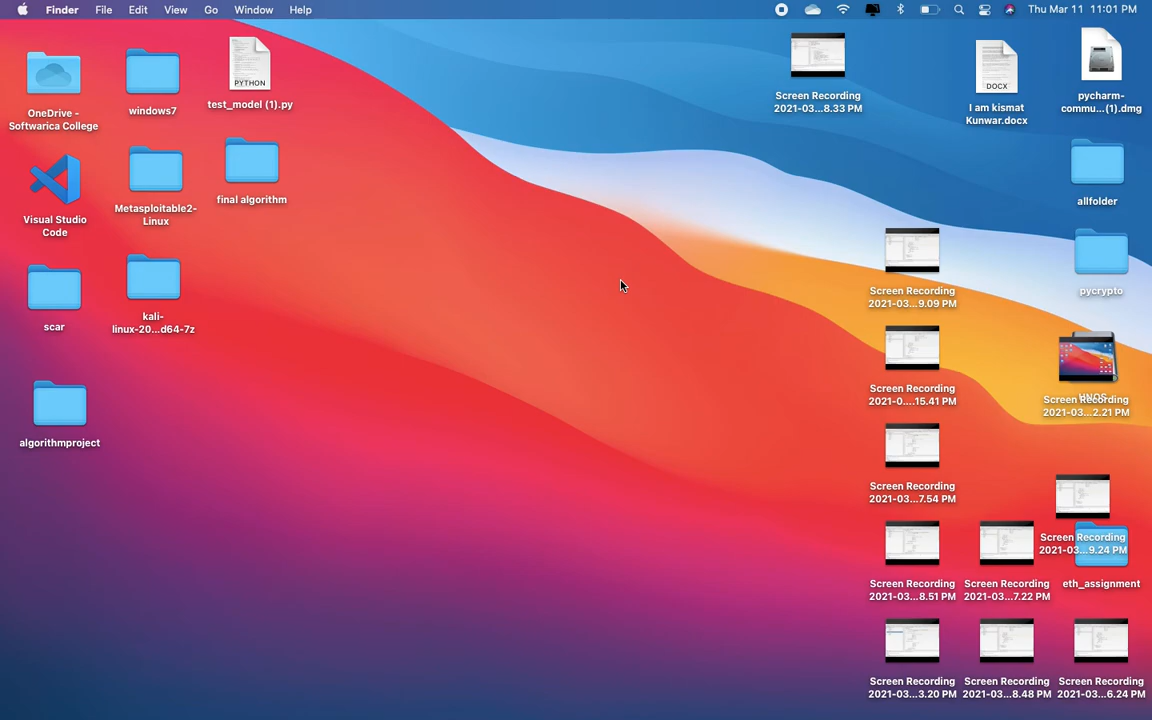 Finder File Edit View Go Window Help Thu Mar 11 11:01 PM
OneDrive -
Softwarica College
windows7
PYTHON
test_model (1).py
Screen Recording
2021-03...8.33 PM
DOCX
I am kismat
Kunwar.docx
pycharm-
commu...(1).dmg
Visual Studio
Code
Metasploitable2-
Linux
final algorithm
allfolder
scar
kali-
linux-20...d64-7z
Screen Recording
2021-03...9.09 PM
pycrypto
algorithmproject
Screen Recording
2021-0....15.41 PM
Screen Recording
2021-03...2.21 PM
Screen Recording
2021-03...7.54 PM
Screen Recording
2021-03...9.24 PM
Screen Recording
2021-03...8.51 PM
Screen Recording
2021-03...7.22 PM
eth_assignment
Screen Recording
2021-03...3.20 PM
Screen Recording
2021-03...8.48 PM
Screen Recording
2021-03...6.24 PM